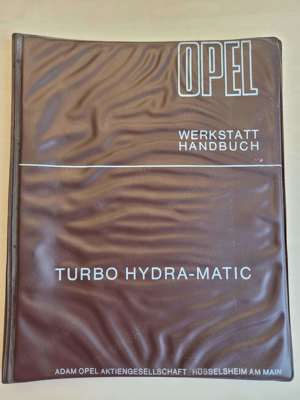 OPEL
WERKSTATT
HANDBUCH
TURBO HYDRA-MATIC
ADAM OPEL AKTIENGESELLSCHAFT RÜSSELSHEIM AM MAIN